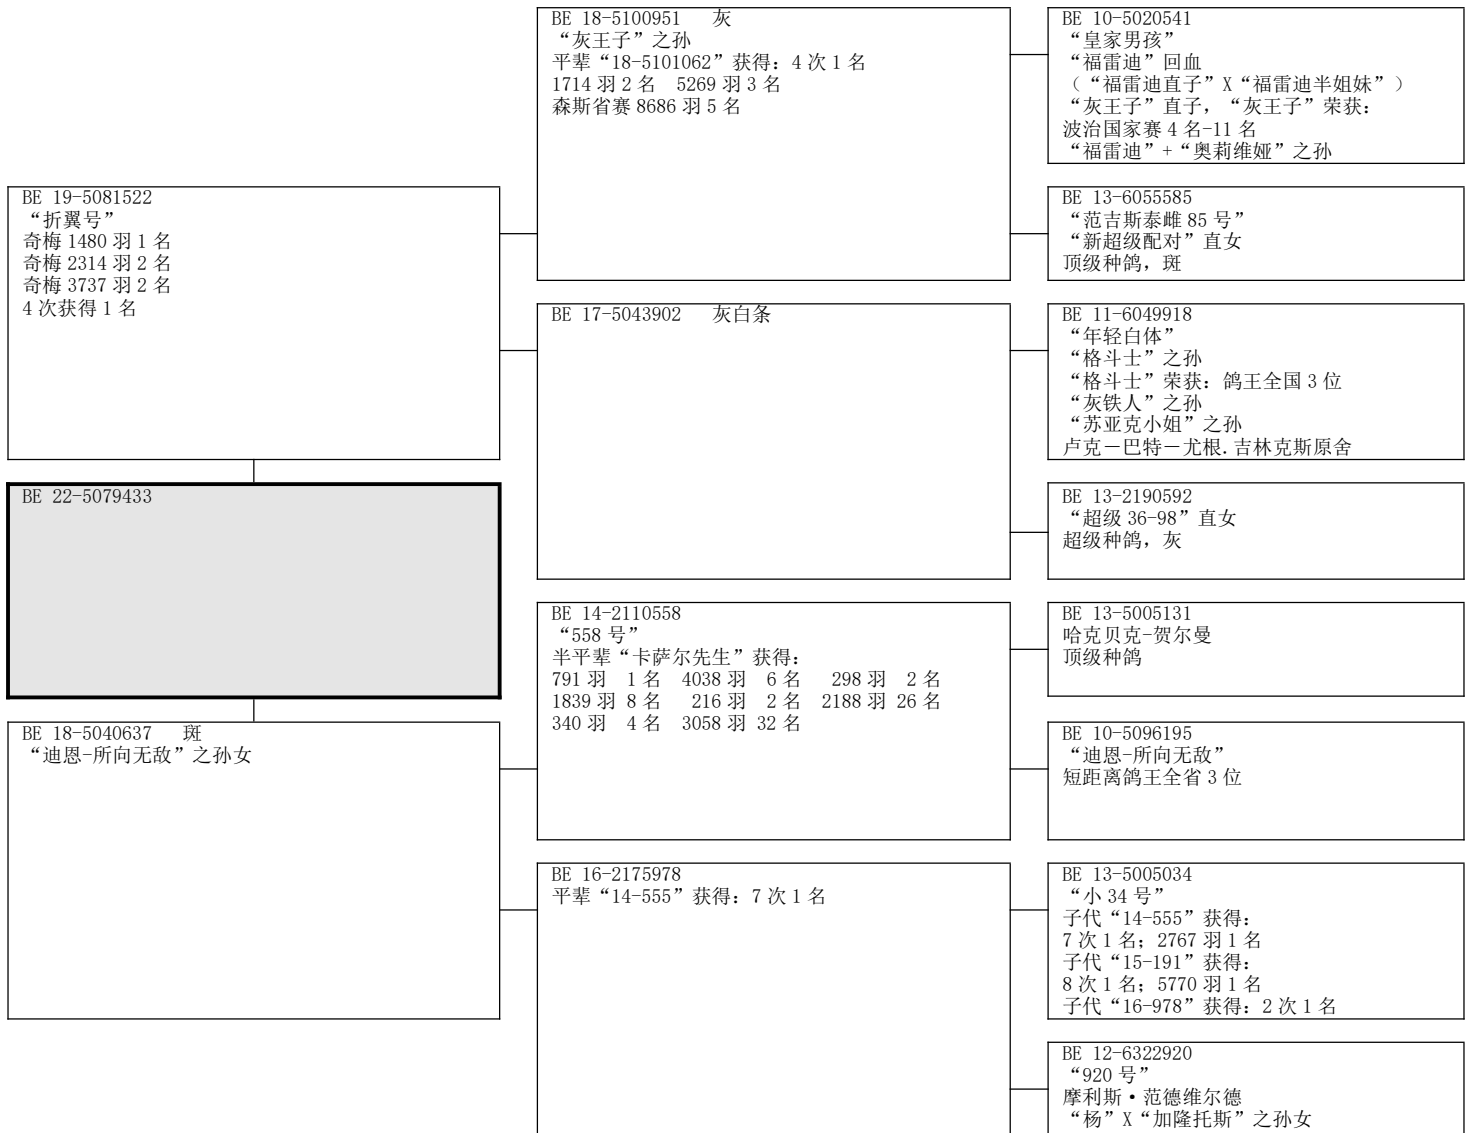 BE 19-5081522
“折翼号”
奇梅 1480 羽 1 名
奇梅 2314 羽 2 名
奇梅 3737 羽 2 名
4 次获得 1 名
BE 22-5079433
BE 18-5040637 斑
“迪恩-所向无敌”之孙女
BE 18-5100951 灰
“灰王子”之孙
平辈“18-5101062”获得：4 次 1 名
1714 羽 2 名 5269 羽 3 名
森斯省赛 8686 羽 5 名
BE 17-5043902 灰白条
BE 14-2110558
“558 号”
半平辈“卡萨尔先生”获得：
791 羽 1 名 4038 羽 6 名 298 羽 2 名
1839 羽 8 名 216 羽 2 名 2188 羽 26 名
340 羽 4 名 3058 羽 32 名
BE 16-2175978
平辈“14-555”获得：7 次 1 名
BE 10-5020541
“皇家男孩”
“福雷迪”回血
（“福雷迪直子”X“福雷迪半姐妹”）
“灰王子”直子，“灰王子”荣获：
波治国家赛 4 名-11 名
“福雷迪”+“奥莉维娅”之孙
BE 13-6055585
“范吉斯泰雌 85 号”
“新超级配对”直女
顶级种鸽，斑
BE 11-6049918
“年轻白体”
“格斗士”之孙
“格斗士”荣获：鸽王全国 3 位
“灰铁人”之孙
“苏亚克小姐”之孙
卢克－巴特－尤根.吉林克斯原舍
BE 13-2190592
“超级 36-98”直女
超级种鸽，灰
BE 13-5005131
哈克贝克-贺尔曼
顶级种鸽
BE 10-5096195
“迪恩-所向无敌”
短距离鸽王全省 3 位
BE 13-5005034
“小 34 号”
子代“14-555”获得：
7 次 1 名；2767 羽 1 名
子代“15-191”获得：
8 次 1 名；5770 羽 1 名
子代“16-978”获得：2 次 1 名
BE 12-6322920
“920 号”
摩利斯·范德维尔德
“杨”X“加隆托斯”之孙女